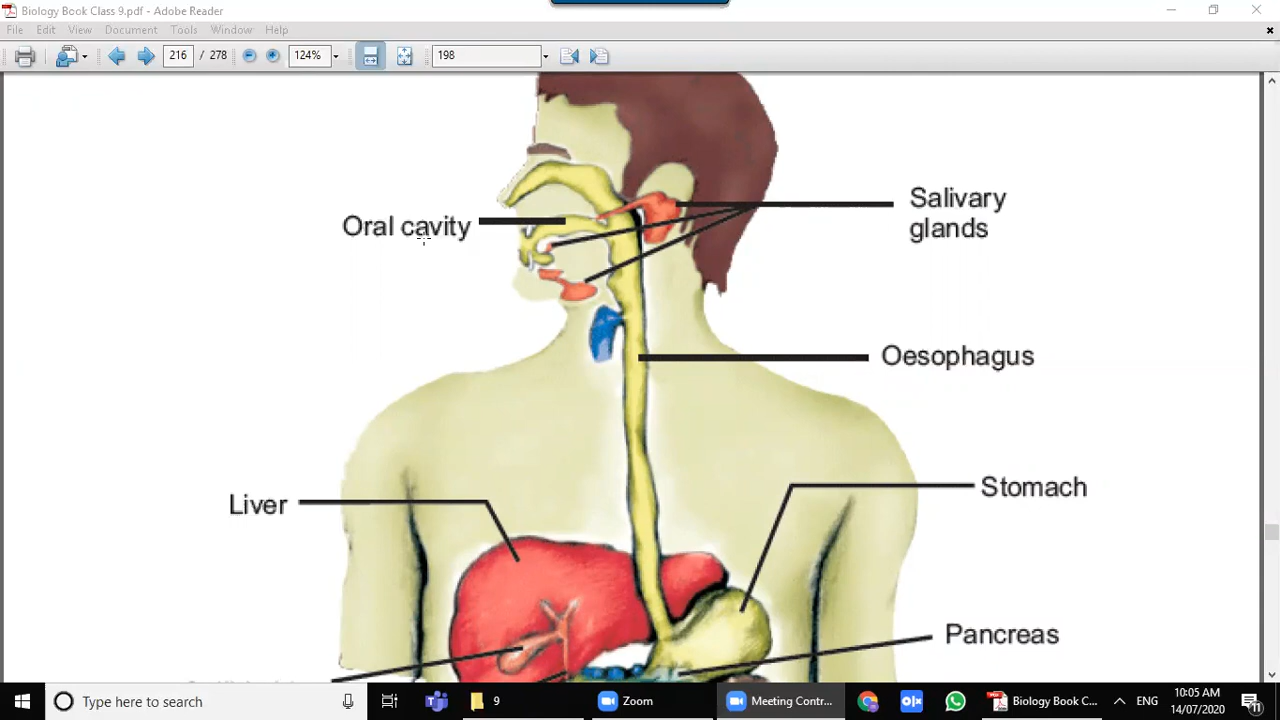 Biology Book Class 9.pdf - Adobe Reader
File Edit View Document Tools Window Help
216 / 278 124% 198
Salivary
glands
Oral cavity
Oesophagus
Stomach
Liver
Pancreas
Type here to search
9
Zoom
Meeting Contr...
Biology Book Cl...
ENG
10:05 AM
14/07/2020
11